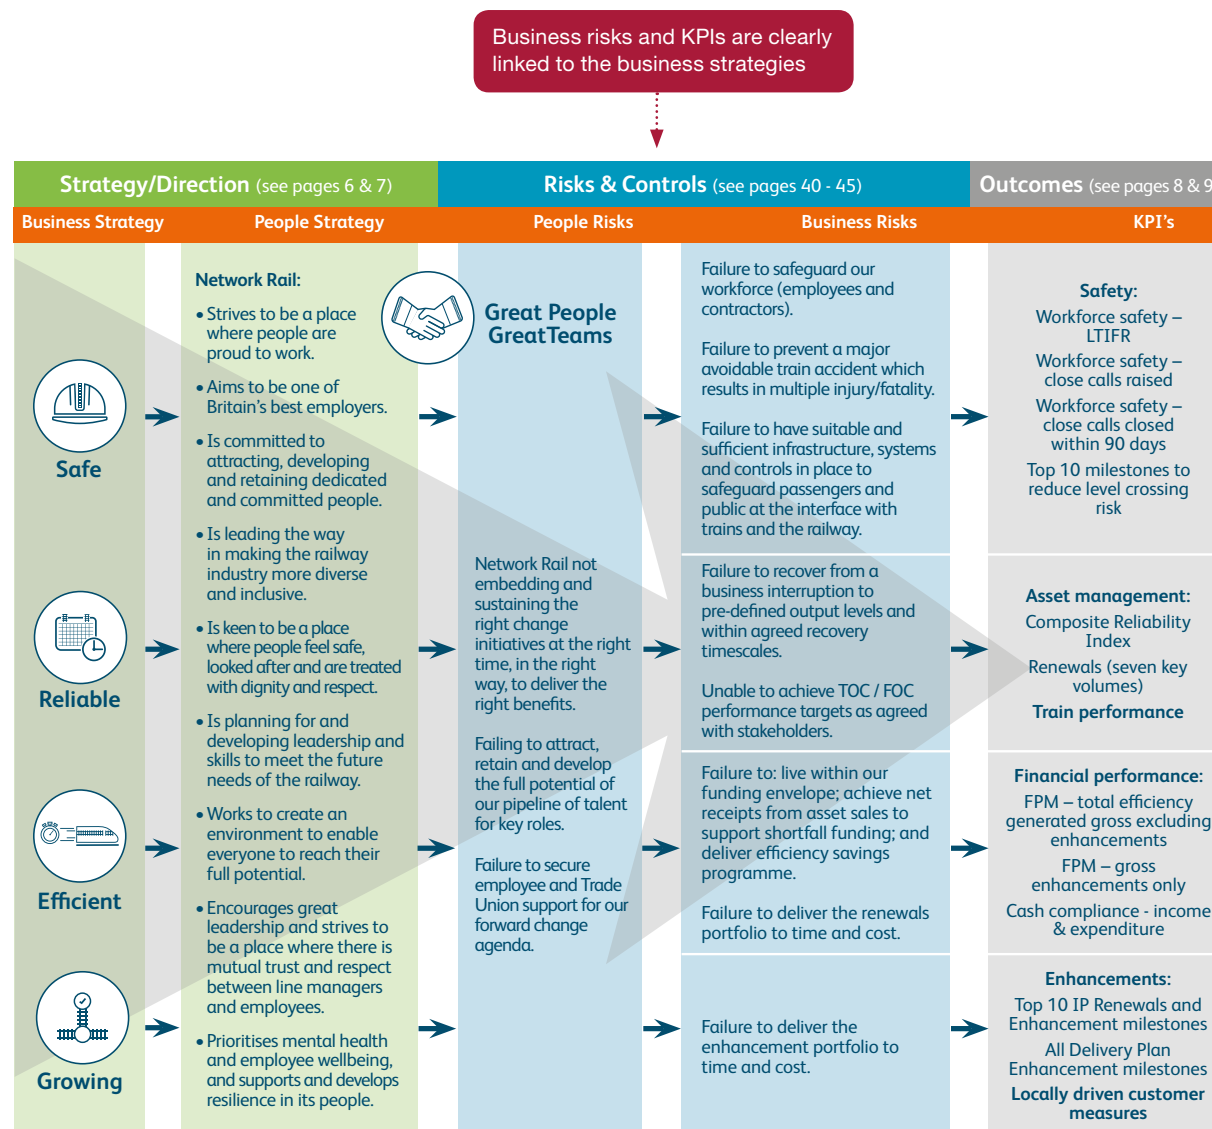 Business risks and KPIs are clearly
linked to the business strategies
Strategy/Direction (see pages 6 & 7)
Risks & Controls (see pages 40 - 45)
Outcomes (see pages 8 & 9
Business Strategy
People Strategy
People Risks
Business Risks
KPI's
Safe
Reliable
Efficient
Growing
Network Rail:
• Strives to be a place
where people are
proud to work.
• Aims to be one of
Britain's best employers.
• Is committed to
attracting, developing
and retaining dedicated
and committed people.
• Is leading the way
in making the railway
industry more diverse
and inclusive.
• Is keen to be a place
where people feel safe,
looked after and are treated
with dignity and respect.
• Is planning for and
developing leadership and
skills to meet the future
needs of the railway.
• Works to create an
environment to enable
everyone to reach their
full potential.
• Encourages great
leadership and strives to
be a place where there is
mutual trust and respect
between line managers
and employees.
• Prioritises mental health
and employee wellbeing,
and supports and develops
resilience in its people.
Great People
GreatTeams
Network Rail not
embedding and
sustaining the
right change
initiatives at the right
time, in the right
way, to deliver the
right benefits.
Failing to attract,
retain and develop
the full potential of
our pipeline of talent
for key roles.
Failure to secure
employee and Trade
Union support for our
forward change
agenda.
Failure to safeguard our
workforce (employees and
contractors).
Failure to prevent a major
avoidable train accident which
results in multiple injury/fatality.
Failure to have suitable and
sufficient infrastructure, systems
and controls in place to
safeguard passengers and
public at the interface with
trains and the railway.
Failure to recover from a
business interruption to
pre-defined output levels and
within agreed recovery
timescales.
Unable to achieve TOC / FOC
performance targets as agreed
with stakeholders.
Failure to: live within our
funding envelope; achieve net
receipts from asset sales to
support shortfall funding; and
deliver efficiency savings
programme.
Failure to deliver the renewals
portfolio to time and cost.
Failure to deliver the
enhancement portfolio to
time and cost.
Safety:
Workforce safety –
LTIFR
Workforce safety –
close calls raised
Workforce safety –
close calls closed
within 90 days
Top 10 milestones to
reduce level crossing
risk
Asset management:
Composite Reliability
Index
Renewals (seven key
volumes)
Train performance
Financial performance:
FPM – total efficiency
generated gross excluding
enhancements
FPM – gross
enhancements only
Cash compliance - income
& expenditure
Enhancements:
Top 10 IP Renewals and
Enhancement milestones
All Delivery Plan
Enhancement milestones
Locally driven customer
measures